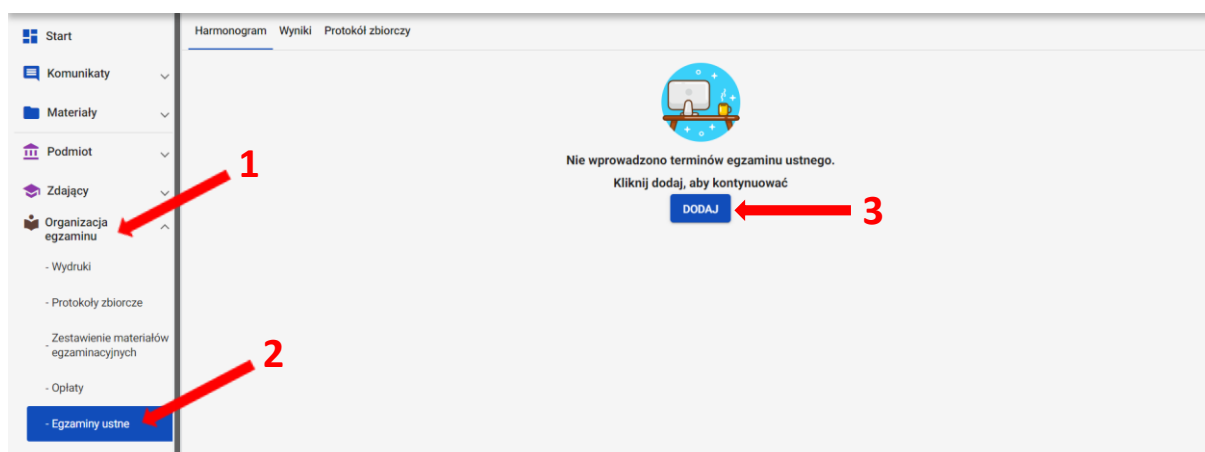 Start
Komunikaty
Materiały
Podmiot
Zdający
Organizacja
egzaminu
- Wydruki
- Protokoły zbiorcze
- Zestawienie materiałów
egzaminacyjnych
- Opłaty
- Egzaminy ustne
1
2
Harmonogram Wyniki Protokół zbiorczy
Nie wprowadzono terminów egzaminu ustnego.
Kliknij dodaj, aby kontynuować
DODAJ
3